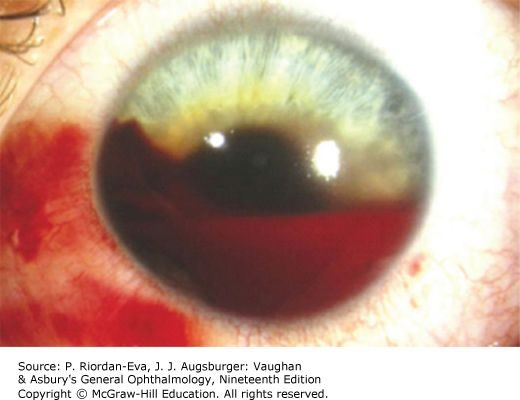 Source: P. Riordan-Eva, J. J. Augsburger: Vaughan
& Asbury's General Ophthalmology, Nineteenth Edition
Copyright © McGraw-Hill Education. All rights reserved.